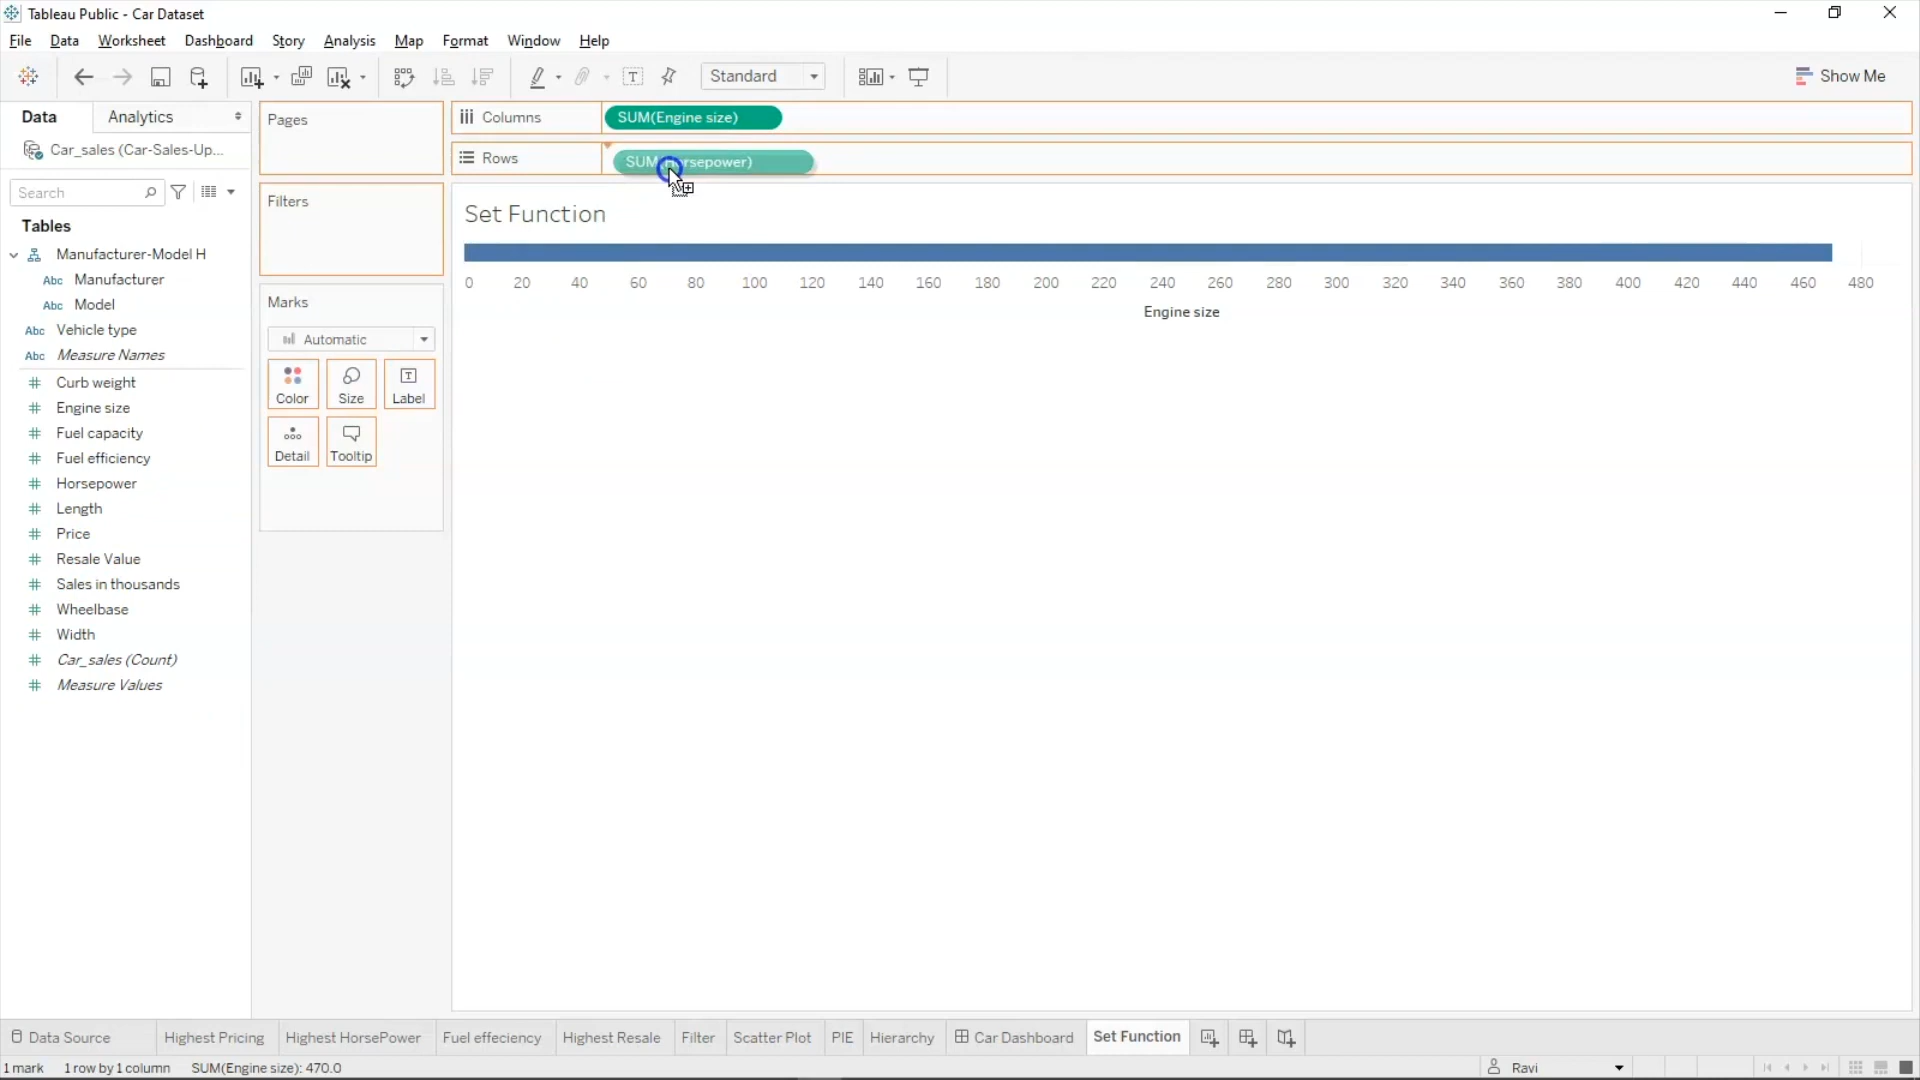 Tableau Public - Car Dataset
File Data Worksheet Dashboard Story Analysis Map Format Window Help
Standard
Show Me
Data
Analytics
Car_sales (Car-Sales-Up...
Search
Tables
Manufacturer-Model H
Abc Manufacturer
Abc Model
Abc Vehicle type
Abc Measure Names
# Curb weight
# Engine size
# Fuel capacity
# Fuel efficiency
# Horsepower
# Length
# Price
# Resale Value
# Sales in thousands
# Wheelbase
# Width
# Car_sales (Count)
# Measure Values
Pages
Filters
Marks
Automatic
Color Size Label
Detail Tooltip
Columns SUM(Engine size)
Rows SUM(Horsepower)
Set Function
0 20 40 60 80 100 120 140 160 180 200 220 240 260 280 300 320 340 360 380 400 420 440 460 480
Engine size
Data Source Highest Pricing Highest HorsePower Fuel effeciency Highest Resale Filter Scatter Plot PIE Hierarchy Car Dashboard Set Function
1 mark 1 row by 1 column SUM(Engine size): 470.0 Ravi